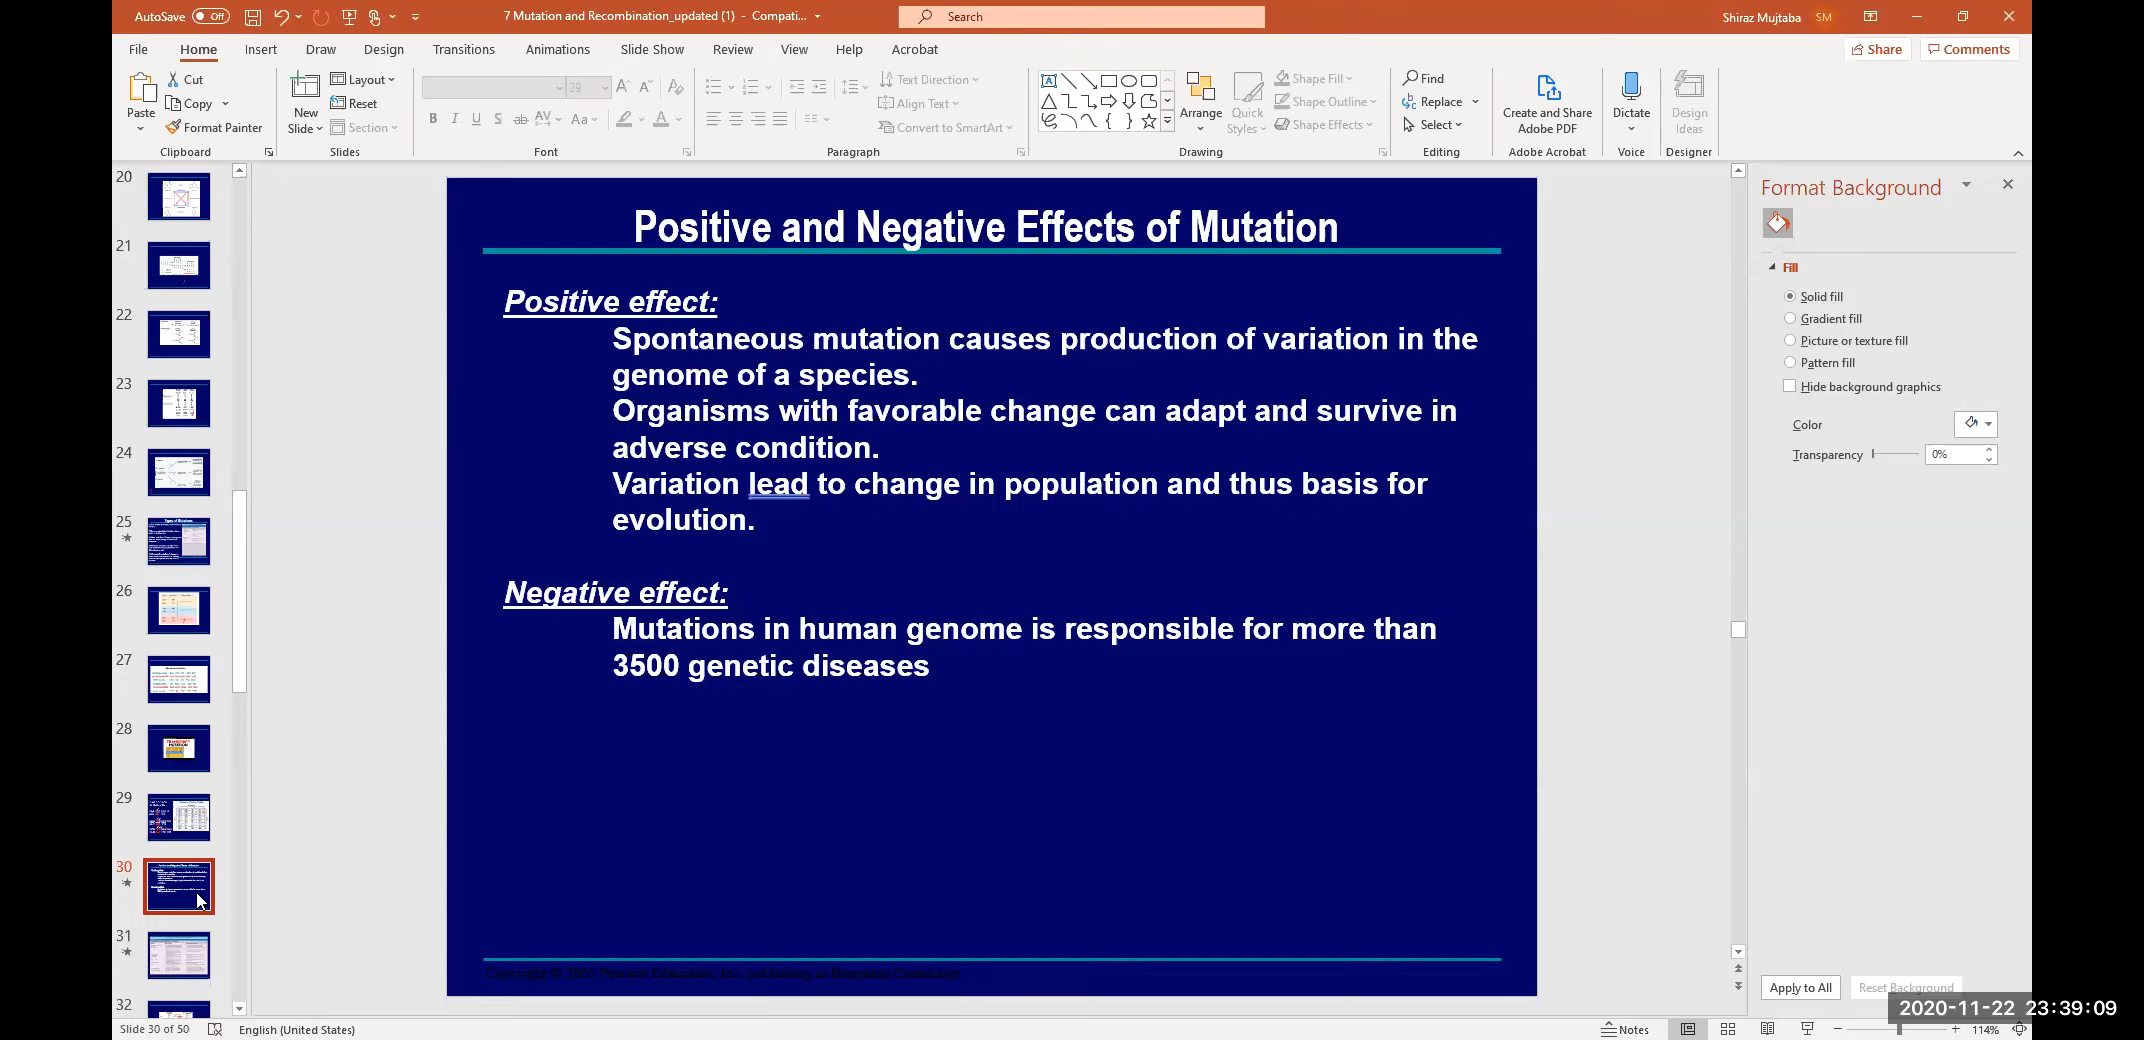 AutoSave Off
7 Mutation and Recombination_updated (1) - Compati...
Search
Shiraz Mujtaba SM
File Home Insert Draw Design Transitions Animations Slide Show Review View Help Acrobat
Share Comments
Paste
Cut
Copy
Format Painter
Clipboard
New
Slide
Layout
Reset
Section
Slides
29
Font
Text Direction
Align Text
Convert to SmartArt
Paragraph
Arrange
Quick
Styles
Shape Fill
Shape Outline
Shape Effects
Drawing
Find
Replace
Select
Editing
Create and Share
Adobe PDF
Adobe Acrobat
Dictate
Voice
Design
Ideas
Designer
20
21
22
23
24
25
26
27
28
29
30
31
32
Positive and Negative Effects of Mutation
Positive effect:
Spontaneous mutation causes production of variation in the
genome of a species.
Organisms with favorable change can adapt and survive in
adverse condition.
Variation lead to change in population and thus basis for
evolution.
Negative effect:
Mutations in human genome is responsible for more than
3500 genetic diseases
Format Background
Fill
Solid fill
Gradient fill
Picture or texture fill
Pattern fill
Hide background graphics
Color
Transparency 0%
Apply to All Reset Background
2020-11-22 23:39:09
Slide 30 of 50 English (United States)
Notes
114%